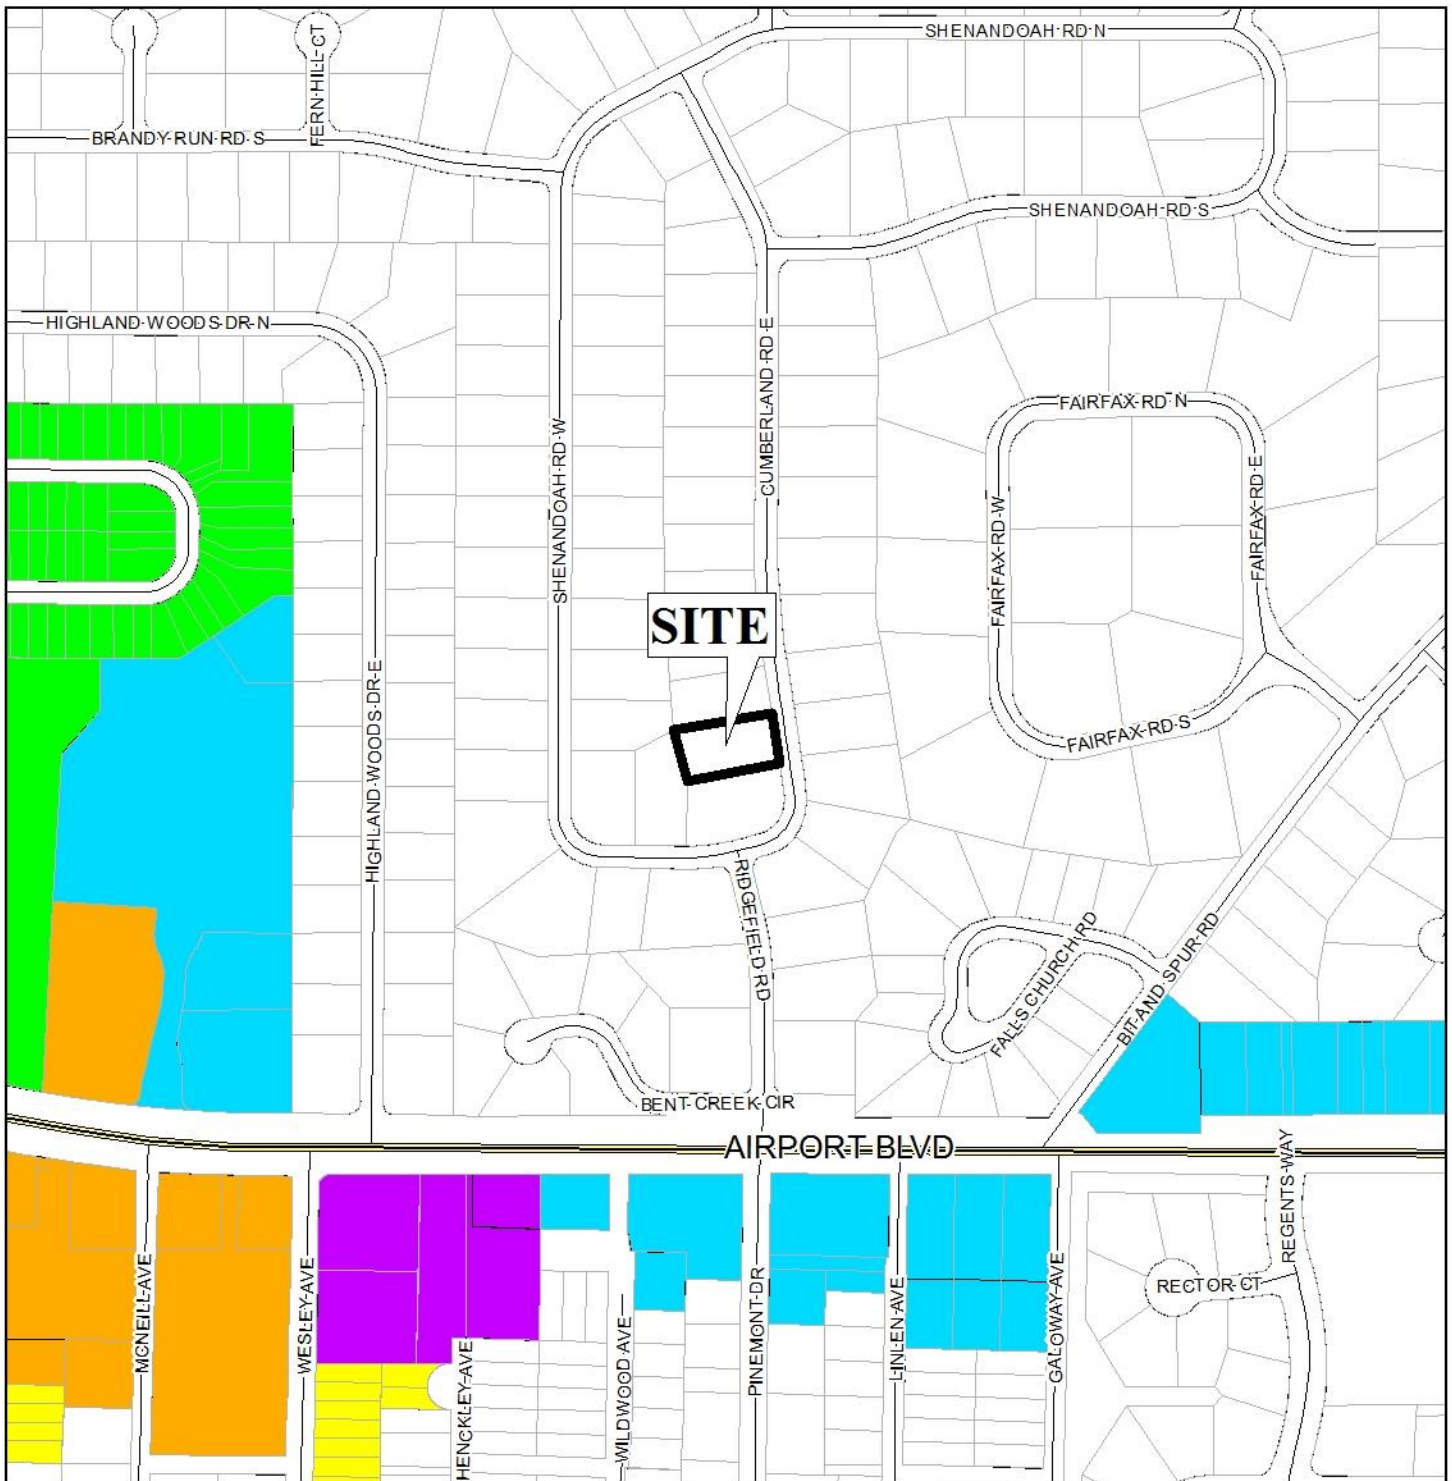 SHENANDOAH RD N
FERN HILL CT
BRANDY RUN RD S
SHENANDOAH RD S
HIGHLAND WOODS DR N
CUMBERLAND RD E
FAIRFAX RD N
SHENANDOAH RD W
FAIRFAX RD W
FAIRFAX RD E
SITE
HIGHLAND WOODS DR E
FAIRFAX RD S
RIDGEFIELD RD
FALLS CHURCH RD
BIT AND SPUR RD
BENT CREEK CIR
AIRPORT BLVD
REGENTS WAY
MCNEILL AVE
WESLEY AVE
HENCKLEY AVE
WILDWOOD AVE
PINEMONT DR
LINLEN AVE
GALOWAY AVE
RECTOR CT